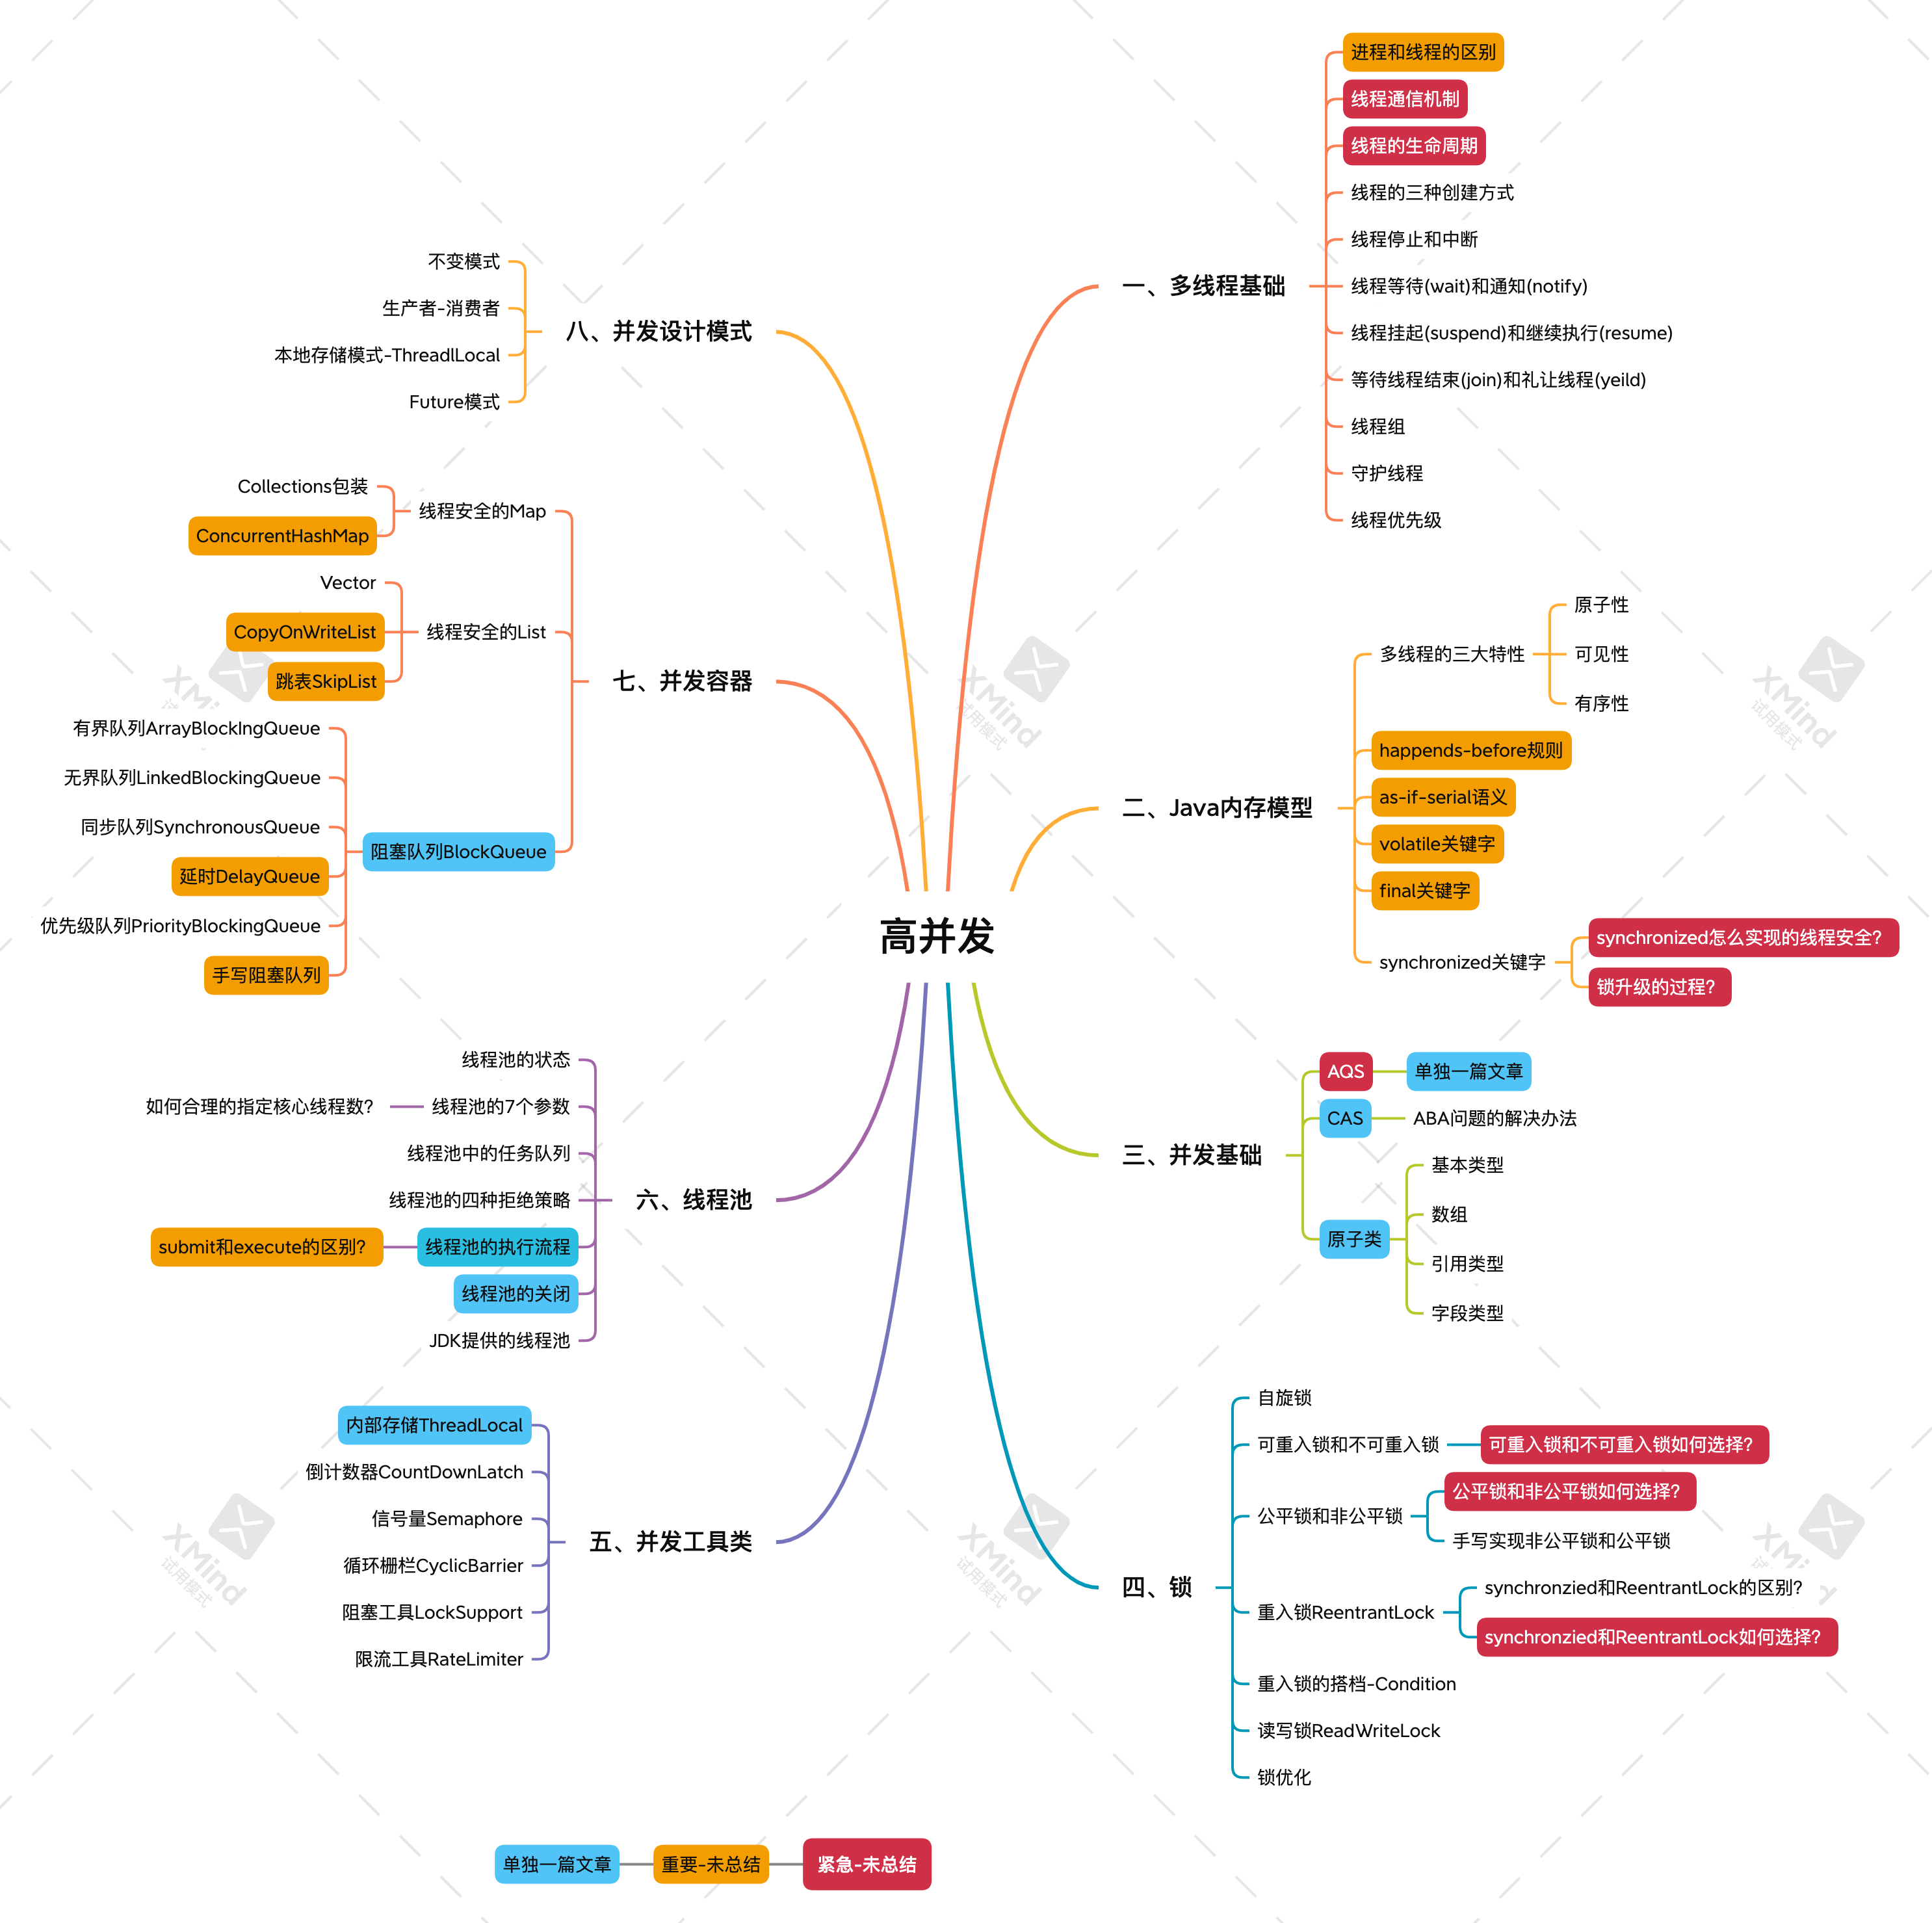 高并发
一、多线程基础
进程和线程的区别
线程通信机制
线程的生命周期
线程的三种创建方式
线程停止和中断
线程等待(wait)和通知(notify)
线程挂起(suspend)和继续执行(resume)
等待线程结束(join)和礼让线程(yeild)
线程组
守护线程
线程优先级
二、Java内存模型
多线程的三大特性
原子性
可见性
有序性
happends-before规则
as-if-serial语义
volatile关键字
final关键字
synchronized关键字
synchronized怎么实现的线程安全?
锁升级的过程?
三、并发基础
AQS
单独一篇文章
CAS
ABA问题的解决办法
原子类
基本类型
数组
引用类型
字段类型
四、锁
自旋锁
可重入锁和不可重入锁
可重入锁和不可重入锁如何选择?
公平锁和非公平锁
公平锁和非公平锁如何选择?
手写实现非公平锁和公平锁
重入锁ReentrantLock
synchronzied和ReentrantLock的区别?
synchronzied和ReentrantLock如何选择?
重入锁的搭档-Condition
读写锁ReadWriteLock
锁优化
五、并发工具类
内部存储ThreadLocal
倒计数器CountDownLatch
信号量Semaphore
循环栅栏CyclicBarrier
阻塞工具LockSupport
限流工具RateLimiter
六、线程池
线程池的状态
线程池的7个参数
如何合理的指定核心线程数?
线程池中的任务队列
线程池的四种拒绝策略
线程池的执行流程
submit和execute的区别?
线程池的关闭
JDK提供的线程池
七、并发容器
线程安全的Map
Collections包装
ConcurrentHashMap
线程安全的List
Vector
CopyOnWriteList
跳表SkipList
阻塞队列BlockQueue
有界队列ArrayBlockIngQueue
无界队列LinkedBlockingQueue
同步队列SynchronousQueue
延时DelayQueue
优先级队列PriorityBlockingQueue
手写阻塞队列
八、并发设计模式
不变模式
生产者-消费者
本地存储模式-ThreadlLocal
Future模式
单独一篇文章
重要-未总结
紧急-未总结
XMind
试用模式
XMind
试用模式
XMind
试用模式
XMind
试用模式
XMind
试用模式
XMind
试用模式